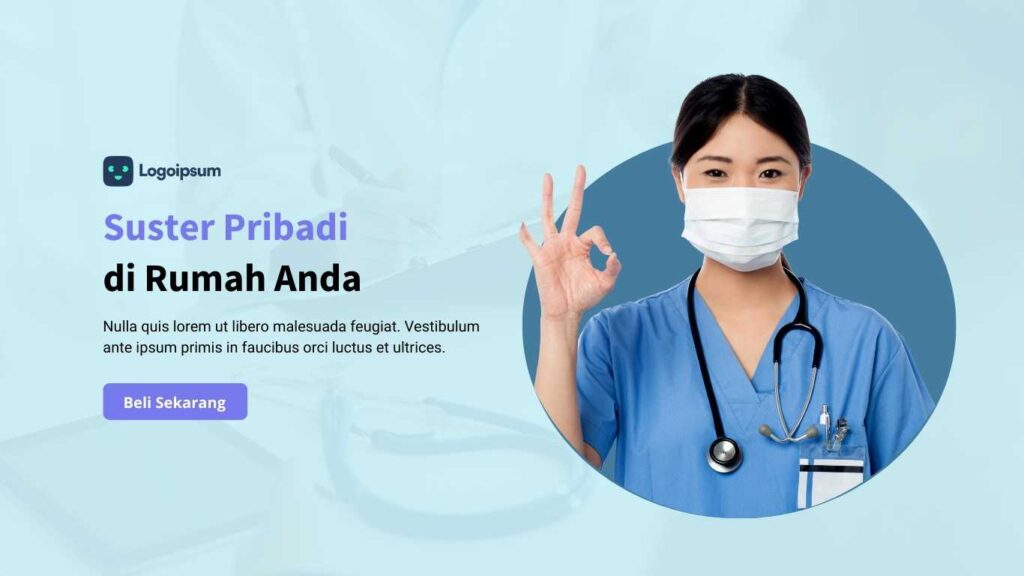 Logoipsum
Suster Pribadi
di Rumah Anda
Nulla quis lorem ut libero malesuada feugiat. Vestibulum
ante ipsum primis in faucibus orci luctus et ultrices.
Beli Sekarang